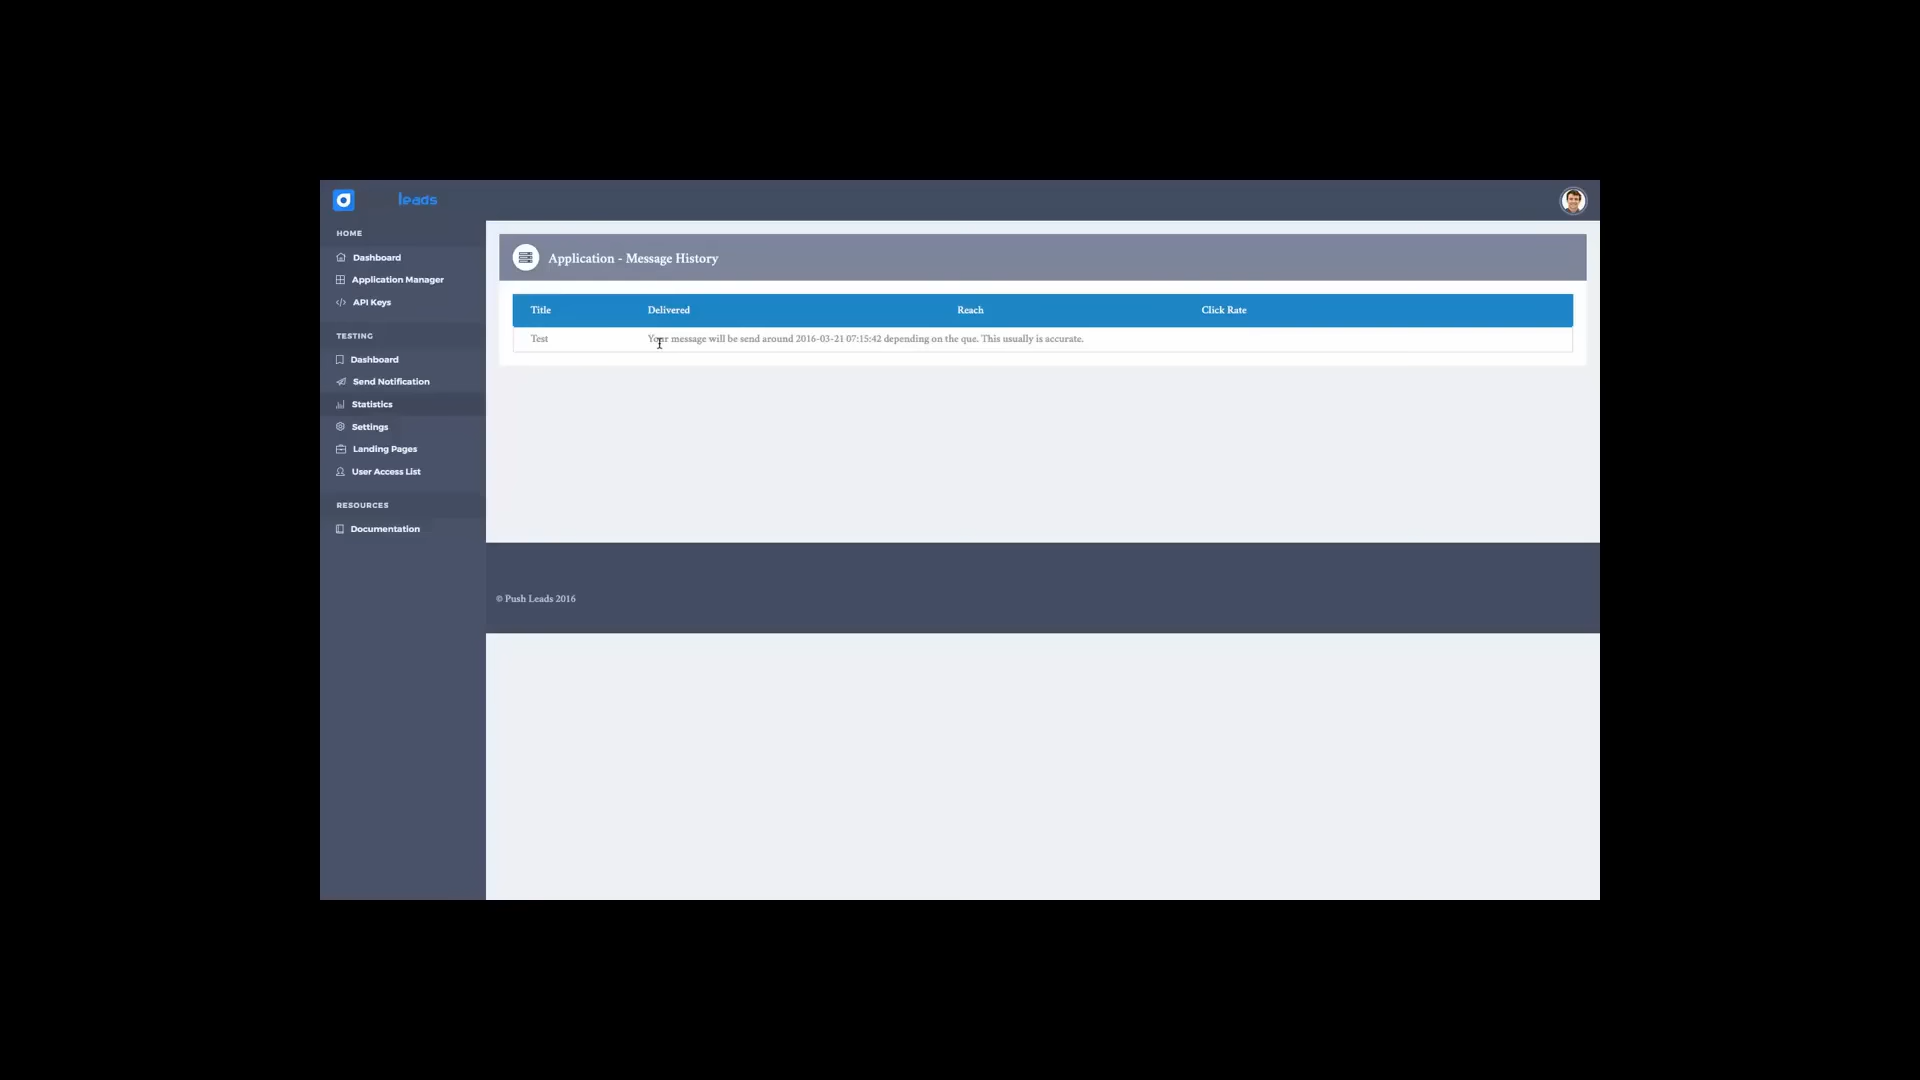 leads
HOME
Dashboard
Application Manager
API Keys
TESTING
Dashboard
Send Notification
Statistics
Settings
Landing Pages
User Access List
RESOURCES
Documentation
Application - Message History
Title Delivered Reach Click Rate
Test Your message will be send around 2016-03-21 07:15:42 depending on the que. This usually is accurate.
© Push Leads 2016